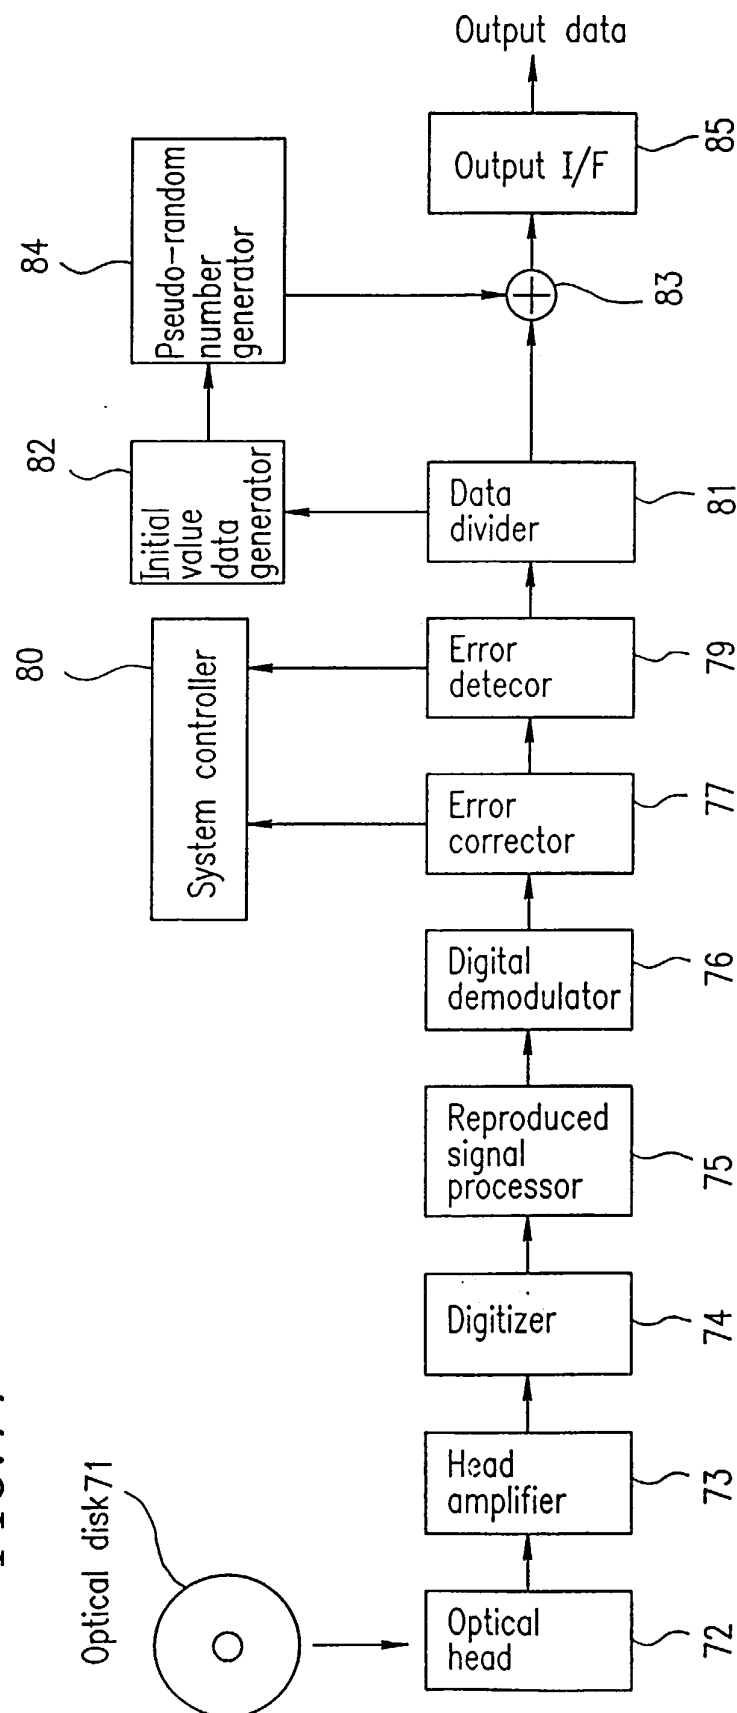 Output data
Output I/F
85
Pseudo-random
number
generator
84
83
Initial
value
data
generator
82
Data
divider
81
System controller
80
Error
detecor
79
Error
corrector
77
Digital
demodulator
76
Reproduced
signal
processor
75
Digitizer
74
Head
amplifier
73
Optical disk71
Optical
head
72